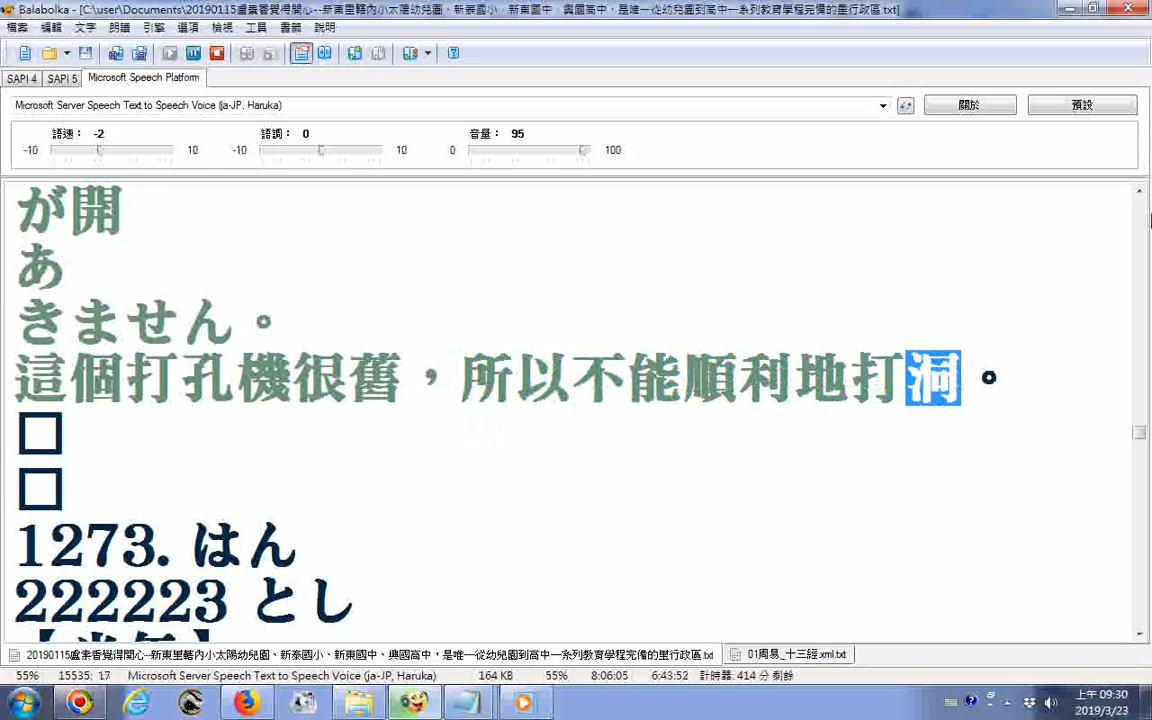 Balabolka - [C:\user\Documents\20190115盧素香覺得開心--新東里轄內小太陽幼兒園、新泰國小、新東國中、興國高中，是唯一從幼兒園到高中一系列教育學程完備的里行政區.txt]
檔案 編輯 文字 朗讀 引擎 選項 工具 書籤 說明
SAPI 4 SAPI 5 Microsoft Speech Platform
Microsoft Server Speech Text to Speech Voice (ja-JP, Haruka) 關於 預設
語速： -2 語調： 0 音量： 95
-10 10 -10 10 0 100
が開
あ
きません。
這個打孔機很舊，所以不能順利地打洞。
□
□
1273. はん
222223 とし
【半年】
20190115盧素香覺得開心--新東里轄內小太陽幼兒園、新泰國小、新東國中、興國高中，是唯一從幼兒園到高中一系列教育學程完備的里行政區.txt 01周易_十三經.xml.txt
55% 15535: 17 Microsoft Server Speech Text to Speech Voice (ja-JP, Haruka) 164 KB 55% 8:06:05 6:43:52 計時器: 414 分 剩餘
上午 09:30
2019/3/23